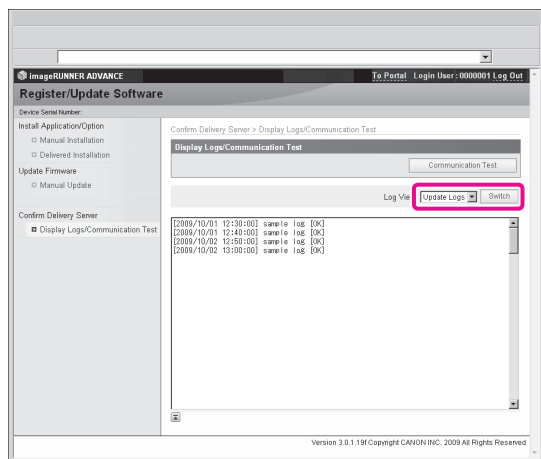 imageRUNNER ADVANCE To Portal Login User : 0000001 Log Out
Register/Update Software
Device Serial Number:
Install Application/Option
Manual Installation
Delivered Installation
Update Firmware
Manual Update
Confirm Delivery Server
Display Logs/Communication Test
Confirm Delivery Server > Display Logs/Communication Test
Display Logs/Communication Test
Communication Test
Log Vie Update Logs Switch
[2009/10/01 12:30:00] sample log [OK]
[2009/10/01 12:40:00] sample log [OK]
[2009/10/02 12:50:00] sample log [OK]
[2009/10/02 13:00:00] sample log [OK]
Version 3.0.1.19f Copyright CANON INC. 2009 All Rights Reserved